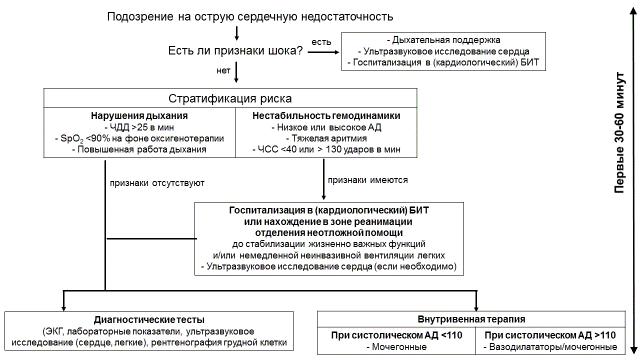 Подозрение на острую сердечную недостаточность
Есть ли признаки шока?
есть
- Дыхательная поддержка
- Ультразвуковое исследование сердца
- Госпитализация в (кардиологический) БИТ
нет
Стратификация риска
Нарушения дыхания
- ЧДД >25 в мин
- SpO2 <90% на фоне оксигенотерапии
- Повышенная работа дыхания
Нестабильность гемодинамики
- Низкое или высокое АД
- Тяжелая аритмия
- ЧСС <40 или > 130 ударов в мин
признаки отсутствуют
признаки имеются
Госпитализация в (кардиологический) БИТ
или нахождение в зоне реанимации
отделения неотложной помощи
до стабилизации жизненно важных функций
и/или немедленной неинвазивной вентиляции легких
- Ультразвуковое исследование сердца (если необходимо)
Диагностические тесты
(ЭКГ, лабораторные показатели, ультразвуковое
исследование (сердце, легкие), рентгенография грудной клетки
Внутривенная терапия
При систолическом АД <110
- Мочегонные
При систолическом АД >110
- Вазодилататоры/мочегонные
Первые 30-60 минут